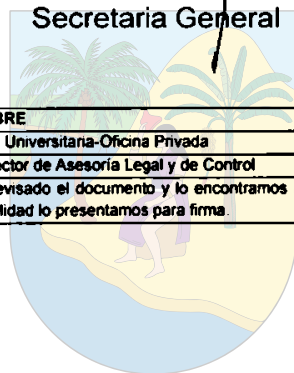 Secretaria General
BRE
Universitaria-Oficina Privada
ctor de Asesoría Legal y de Control
evisado el documento y lo encontramos
lidad lo presentamos para firma.